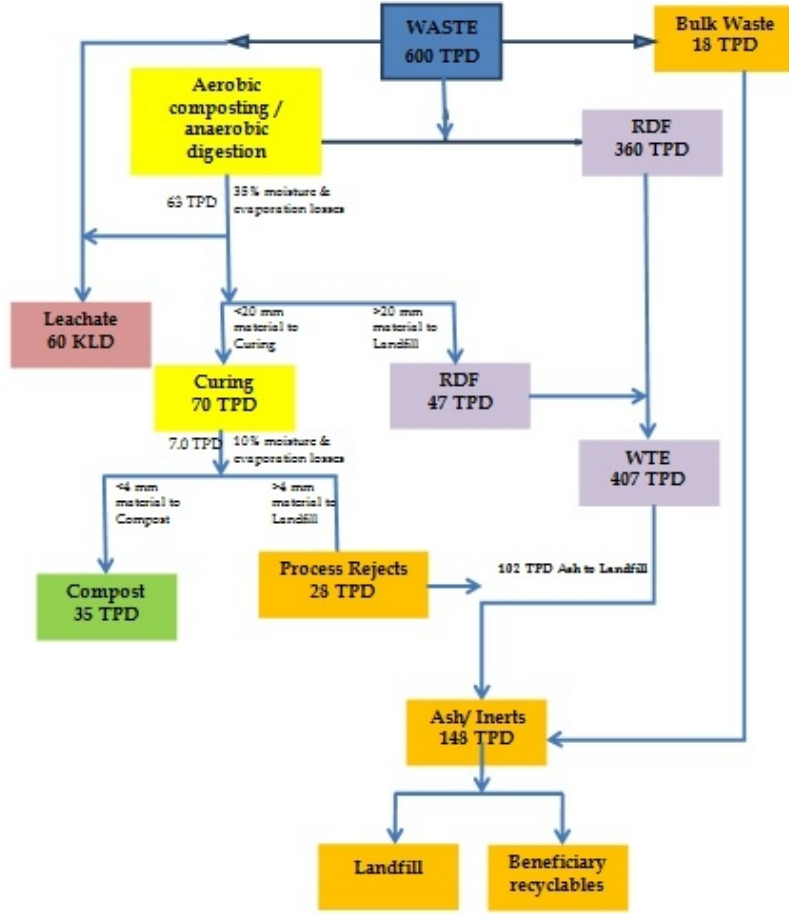 WASTE
600 TPD
Bulk Waste
18 TPD
Aerobic
composting /
anaerobic
digestion
RDF
360 TPD
63 TPD
35% moisture &
evaporation losses
Leachate
60 KLD
<20 mm
material to
Curing
>20 mm
material to
Landfill
Curing
70 TPD
RDF
47 TPD
7.0 TPD
10% moisture &
evaporation losses
WTE
407 TPD
<4 mm
material to
Compost
>4 mm
material to
Landfill
Compost
35 TPD
Process Rejects
28 TPD
102 TPD Ash to Landfill
Ash/ Inerts
148 TPD
Landfill
Beneficiary
recyclables